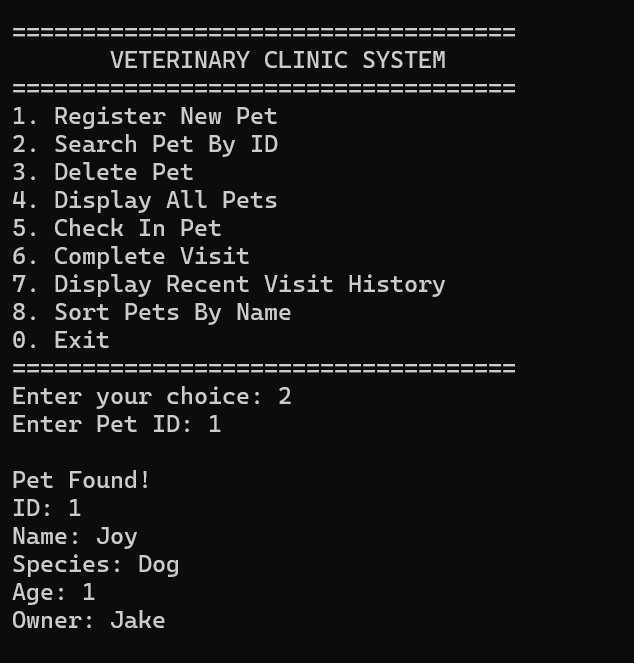 ====================================
VETERINARY CLINIC SYSTEM
====================================
1. Register New Pet
2. Search Pet By ID
3. Delete Pet
4. Display All Pets
5. Check In Pet
6. Complete Visit
7. Display Recent Visit History
8. Sort Pets By Name
0. Exit
====================================
Enter your choice: 2
Enter Pet ID: 1
Pet Found!
ID: 1
Name: Joy
Species: Dog
Age: 1
Owner: Jake